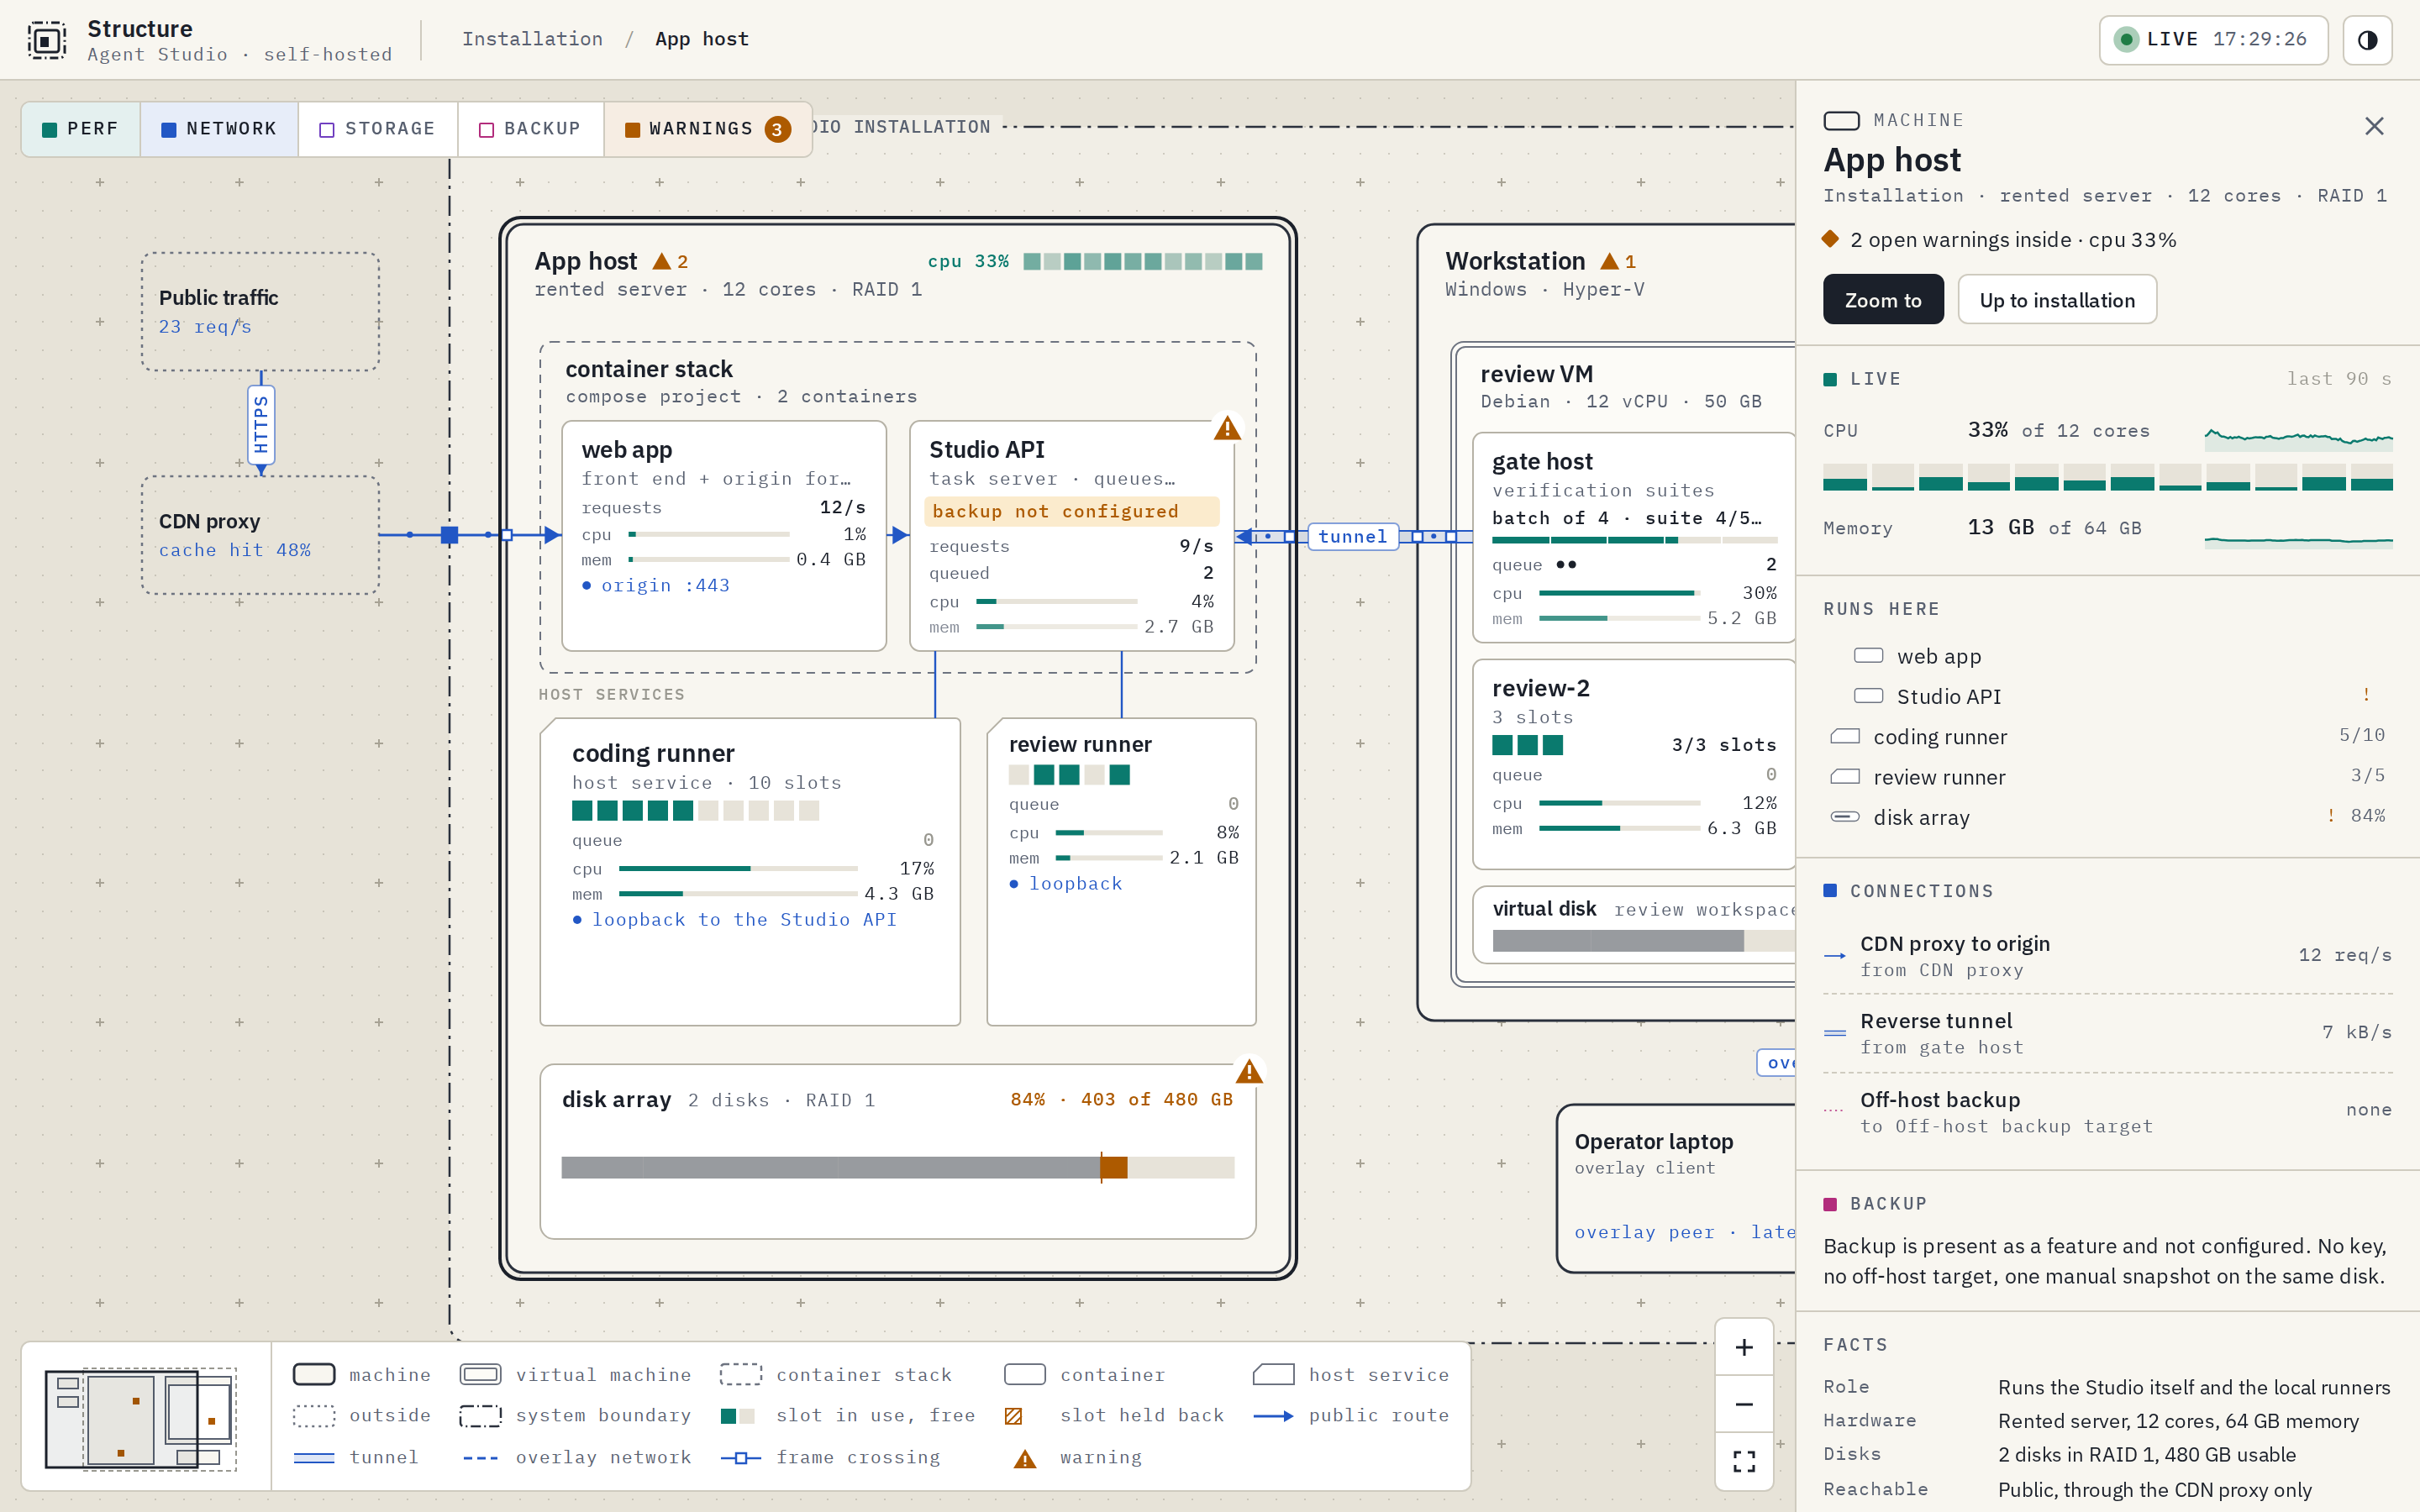 Structure
Agent Studio · self-hosted
Installation / App host
LIVE 17:29:26
PERF
NETWORK
STORAGE
BACKUP
WARNINGS 3
DIO INSTALLATION
Public traffic
23 req/s
HTTPS
CDN proxy
cache hit 48%
App host 2
cpu 33%
rented server · 12 cores · RAID 1
container stack
compose project · 2 containers
web app
front end + origin for…
requests 12/s
cpu 1%
mem 0.4 GB
origin :443
Studio API
task server · queues…
backup not configured
requests 9/s
queued 2
cpu 4%
mem 2.7 GB
tunnel
HOST SERVICES
coding runner
host service · 10 slots
queue 0
cpu 17%
mem 4.3 GB
loopback to the Studio API
review runner
queue 0
cpu 8%
mem 2.1 GB
loopback
disk array 2 disks · RAID 1
84% · 403 of 480 GB
Workstation 1
Windows · Hyper-V
review VM
Debian · 12 vCPU · 50 GB
gate host
verification suites
batch of 4 · suite 4/5…
queue 2
cpu 30%
mem 5.2 GB
review-2
3 slots
3/3 slots
queue 0
cpu 12%
mem 6.3 GB
virtual disk review workspace
ove
Operator laptop
overlay client
overlay peer · late
machine
virtual machine
container stack
container
host service
outside
system boundary
slot in use, free
slot held back
public route
tunnel
overlay network
frame crossing
warning
MACHINE
App host
Installation · rented server · 12 cores · RAID 1
2 open warnings inside · cpu 33%
Zoom to
Up to installation
LIVE last 90 s
CPU 33% of 12 cores
Memory 13 GB of 64 GB
RUNS HERE
web app
Studio API !
coding runner 5/10
review runner 3/5
disk array ! 84%
CONNECTIONS
CDN proxy to origin
from CDN proxy
12 req/s
Reverse tunnel
from gate host
7 kB/s
Off-host backup
to Off-host backup target
none
BACKUP
Backup is present as a feature and not configured. No key,
no off-host target, one manual snapshot on the same disk.
FACTS
Role Runs the Studio itself and the local runners
Hardware Rented server, 12 cores, 64 GB memory
Disks 2 disks in RAID 1, 480 GB usable
Reachable Public, through the CDN proxy only